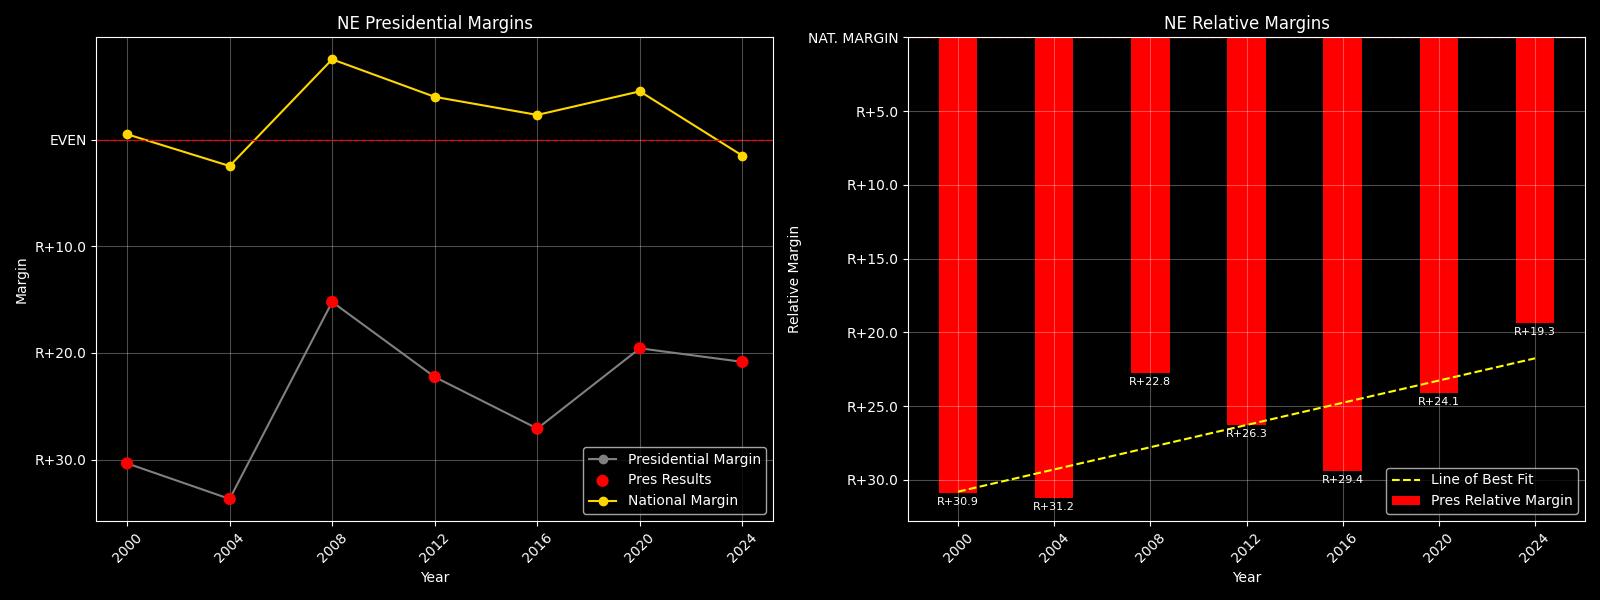 NE Presidential Margins
EVEN
R+10.0
R+20.0
R+30.0
Margin
2000
2004
2008
2012
2016
2020
2024
Year
Presidential Margin
Pres Results
National Margin
NE Relative Margins
NAT. MARGIN
R+5.0
R+10.0
R+15.0
R+20.0
R+25.0
R+30.0
Relative Margin
R+30.9
R+31.2
R+22.8
R+26.3
R+29.4
R+24.1
R+19.3
2000
2004
2008
2012
2016
2020
2024
Year
Line of Best Fit
Pres Relative Margin